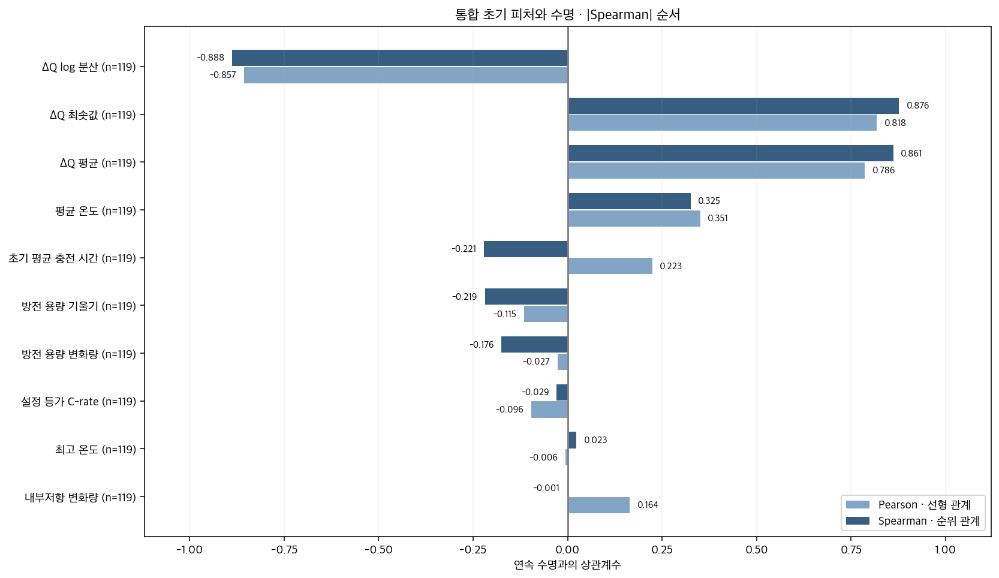 통합 초기 피처와 수명 · |Spearman| 순서
ΔQ log 분산 (n=119)
-0.888
-0.857
ΔQ 최솟값 (n=119)
0.876
0.818
ΔQ 평균 (n=119)
0.861
0.786
평균 온도 (n=119)
0.325
0.351
초기 평균 충전 시간 (n=119)
-0.221
0.223
방전 용량 기울기 (n=119)
-0.219
-0.115
방전 용량 변화량 (n=119)
-0.176
-0.027
설정 등가 C-rate (n=119)
-0.029
-0.096
최고 온도 (n=119)
0.023
-0.006
내부저항 변화량 (n=119)
-0.001
0.164
Pearson · 선형 관계
Spearman · 순위 관계
-1.00 -0.75 -0.50 -0.25 0.00 0.25 0.50 0.75 1.00
연속 수명과의 상관계수